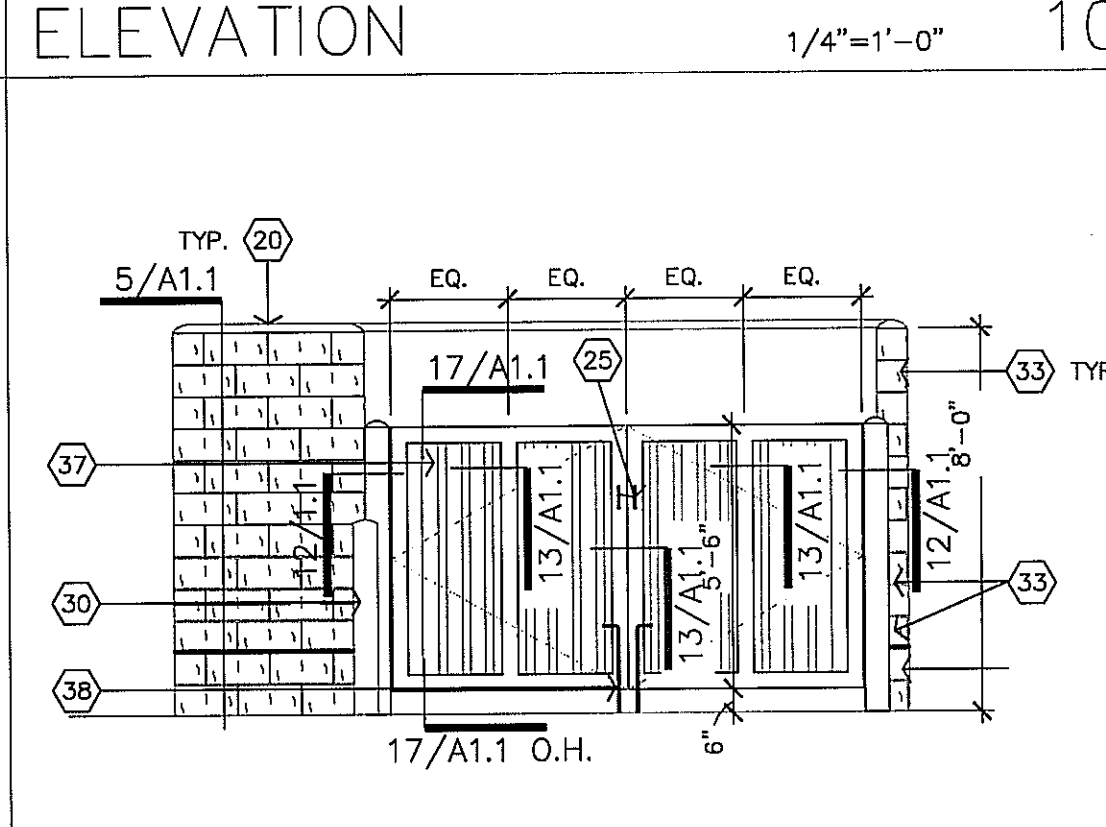 ELEVATION
1/4"=1'-0"
10
TYP. 20
5/A1.1
EQ. EQ. EQ. EQ.
17/A1.1
25
33 TYP
8'-0"
37
12/1.1
13/A1.1
13/A1.1
5'-6"
13/A1.1
12/A1.1
30
33
38
6"
17/A1.1 O.H.